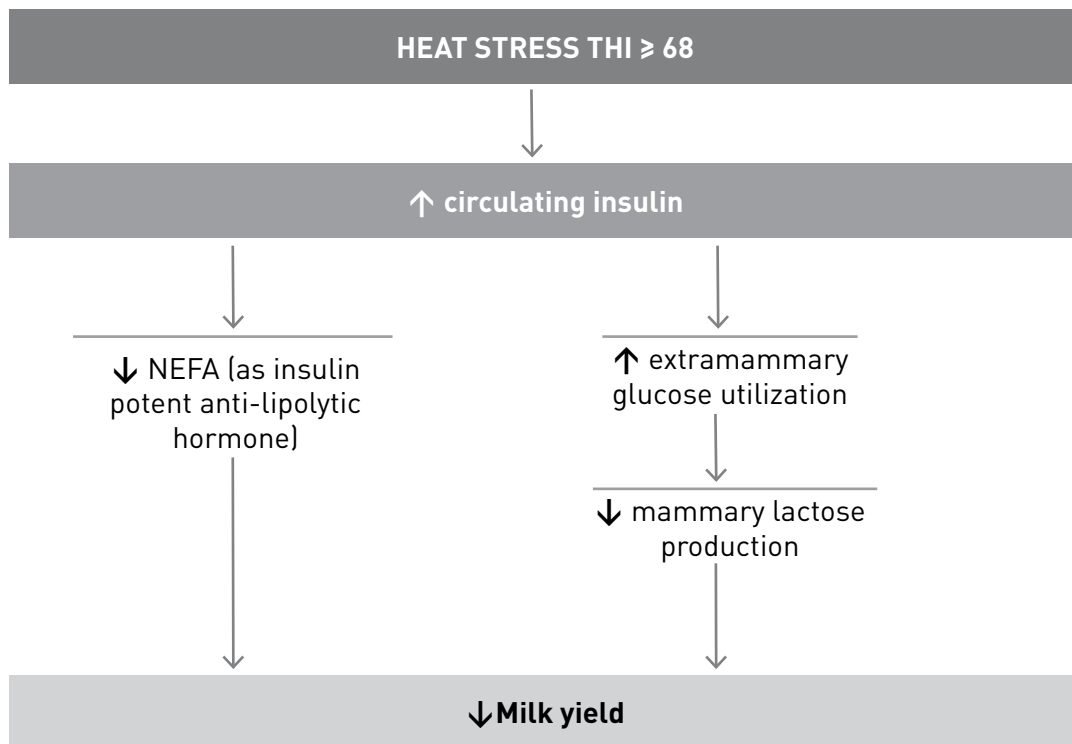 HEAT STRESS THI ≥ 68
↑ circulating insulin
↓ NEFA (as insulin
potent anti-lipolytic
hormone)
↑ extramammary
glucose utilization
↓ mammary lactose
production
↓Milk yield